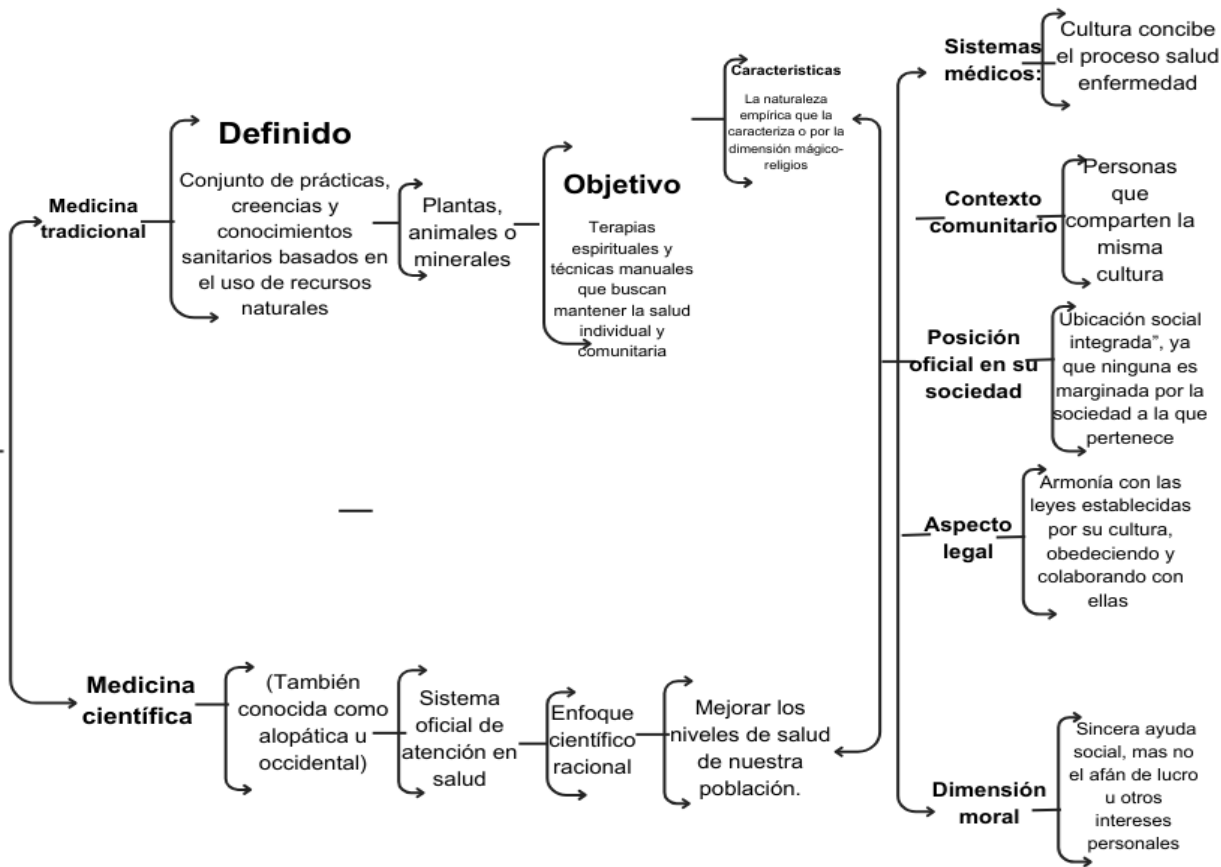 Medicina
tradicional
Definido
Conjunto de prácticas,
creencias y
conocimientos
sanitarios basados en
el uso de recursos
naturales
Plantas,
animales o
minerales
Objetivo
Terapias
espirituales y
técnicas manuales
que buscan
mantener la salud
individual y
comunitaria
Caracteristicas
La naturaleza
empírica que la
caracteriza o por la
dimensión mágico-
religios
Medicina
científica
(También
conocida como
alopática u
occidental)
Sistema
oficial de
atención en
salud
Enfoque
científico
racional
Mejorar los
niveles de salud
de nuestra
población.
Sistemas
médicos:
Cultura concibe
el proceso salud
enfermedad
Contexto
comunitario
Personas
que
comparten la
misma
cultura
Posición
oficial en su
sociedad
Ubicación social
integrada”, ya
que ninguna es
marginada por la
sociedad a la que
pertenece
Aspecto
legal
Armonía con las
leyes establecidas
por su cultura,
obedeciendo y
colaborando con
ellas
Dimensión
moral
Sincera ayuda
social, mas no
el afán de lucro
u otros
intereses
personales